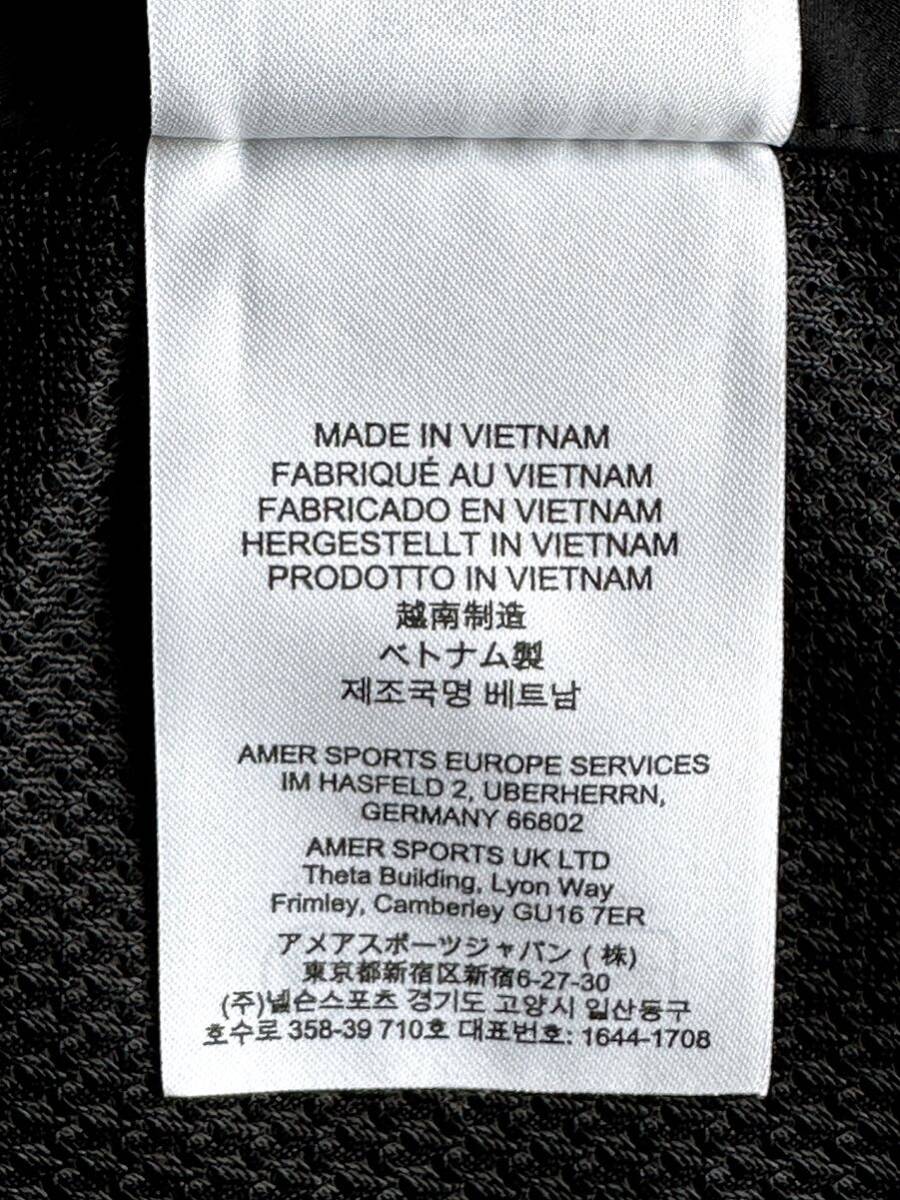 MADE IN VIETNAM
FABRIQUÉ AU VIETNAM
FABRICADO EN VIETNAM
HERGESTELLT IN VIETNAM
PRODOTTO IN VIETNAM
越南制造
ベトナム製
제조국명 베트남
AMER SPORTS EUROPE SERVICES
IM HASFELD 2, UBERHERRN,
GERMANY 66802
AMER SPORTS UK LTD
Theta Building, Lyon Way
Frimley, Camberley GU16 7ER
アメアスポーツジャパン ( 株)
東京都新宿区新宿6-27-30
(주)넬슨스포츠 경기도 고양시 일산동구
호수로 358-39 710호 대표번호: 1644-1708